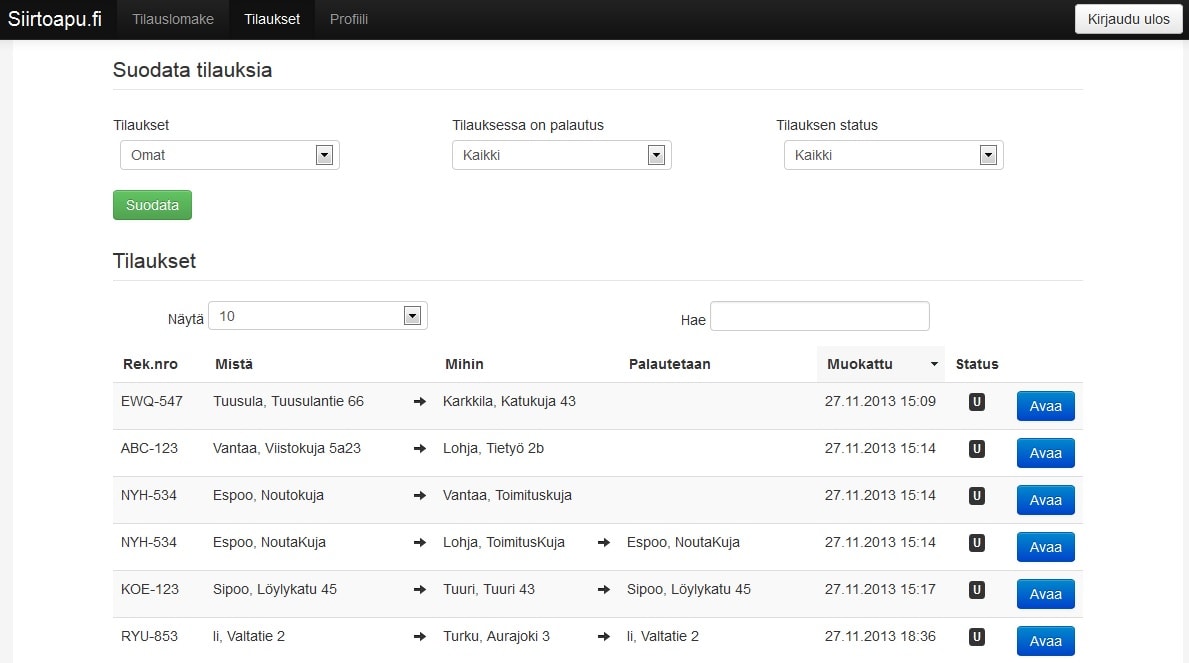 Siirtoapu.fi Tilauslomake Tilaukset Profiili Kirjaudu ulos
Suodata tilauksia
Tilaukset Tilauksessa on palautus Tilauksen status
Omat Kaikki Kaikki
Suodata
Tilaukset
Näytä 10 Hae
Rek.nro Mistä Mihin Palautetaan Muokattu Status
EWQ-547 Tuusula, Tuusulantie 66 Karkkila, Katukuja 43 27.11.2013 15:09 U Avaa
ABC-123 Vantaa, Viistokuja 5a23 Lohja, Tietyö 2b 27.11.2013 15:14 U Avaa
NYH-534 Espoo, Noutokuja Vantaa, Toimituskuja 27.11.2013 15:14 U Avaa
NYH-534 Espoo, NoutaKuja Lohja, ToimitusKuja Espoo, NoutaKuja 27.11.2013 15:14 U Avaa
KOE-123 Sipoo, Löylykatu 45 Tuuri, Tuuri 43 Sipoo, Löylykatu 45 27.11.2013 15:17 U Avaa
RYU-853 Ii, Valtatie 2 Turku, Aurajoki 3 Ii, Valtatie 2 27.11.2013 18:36 U Avaa